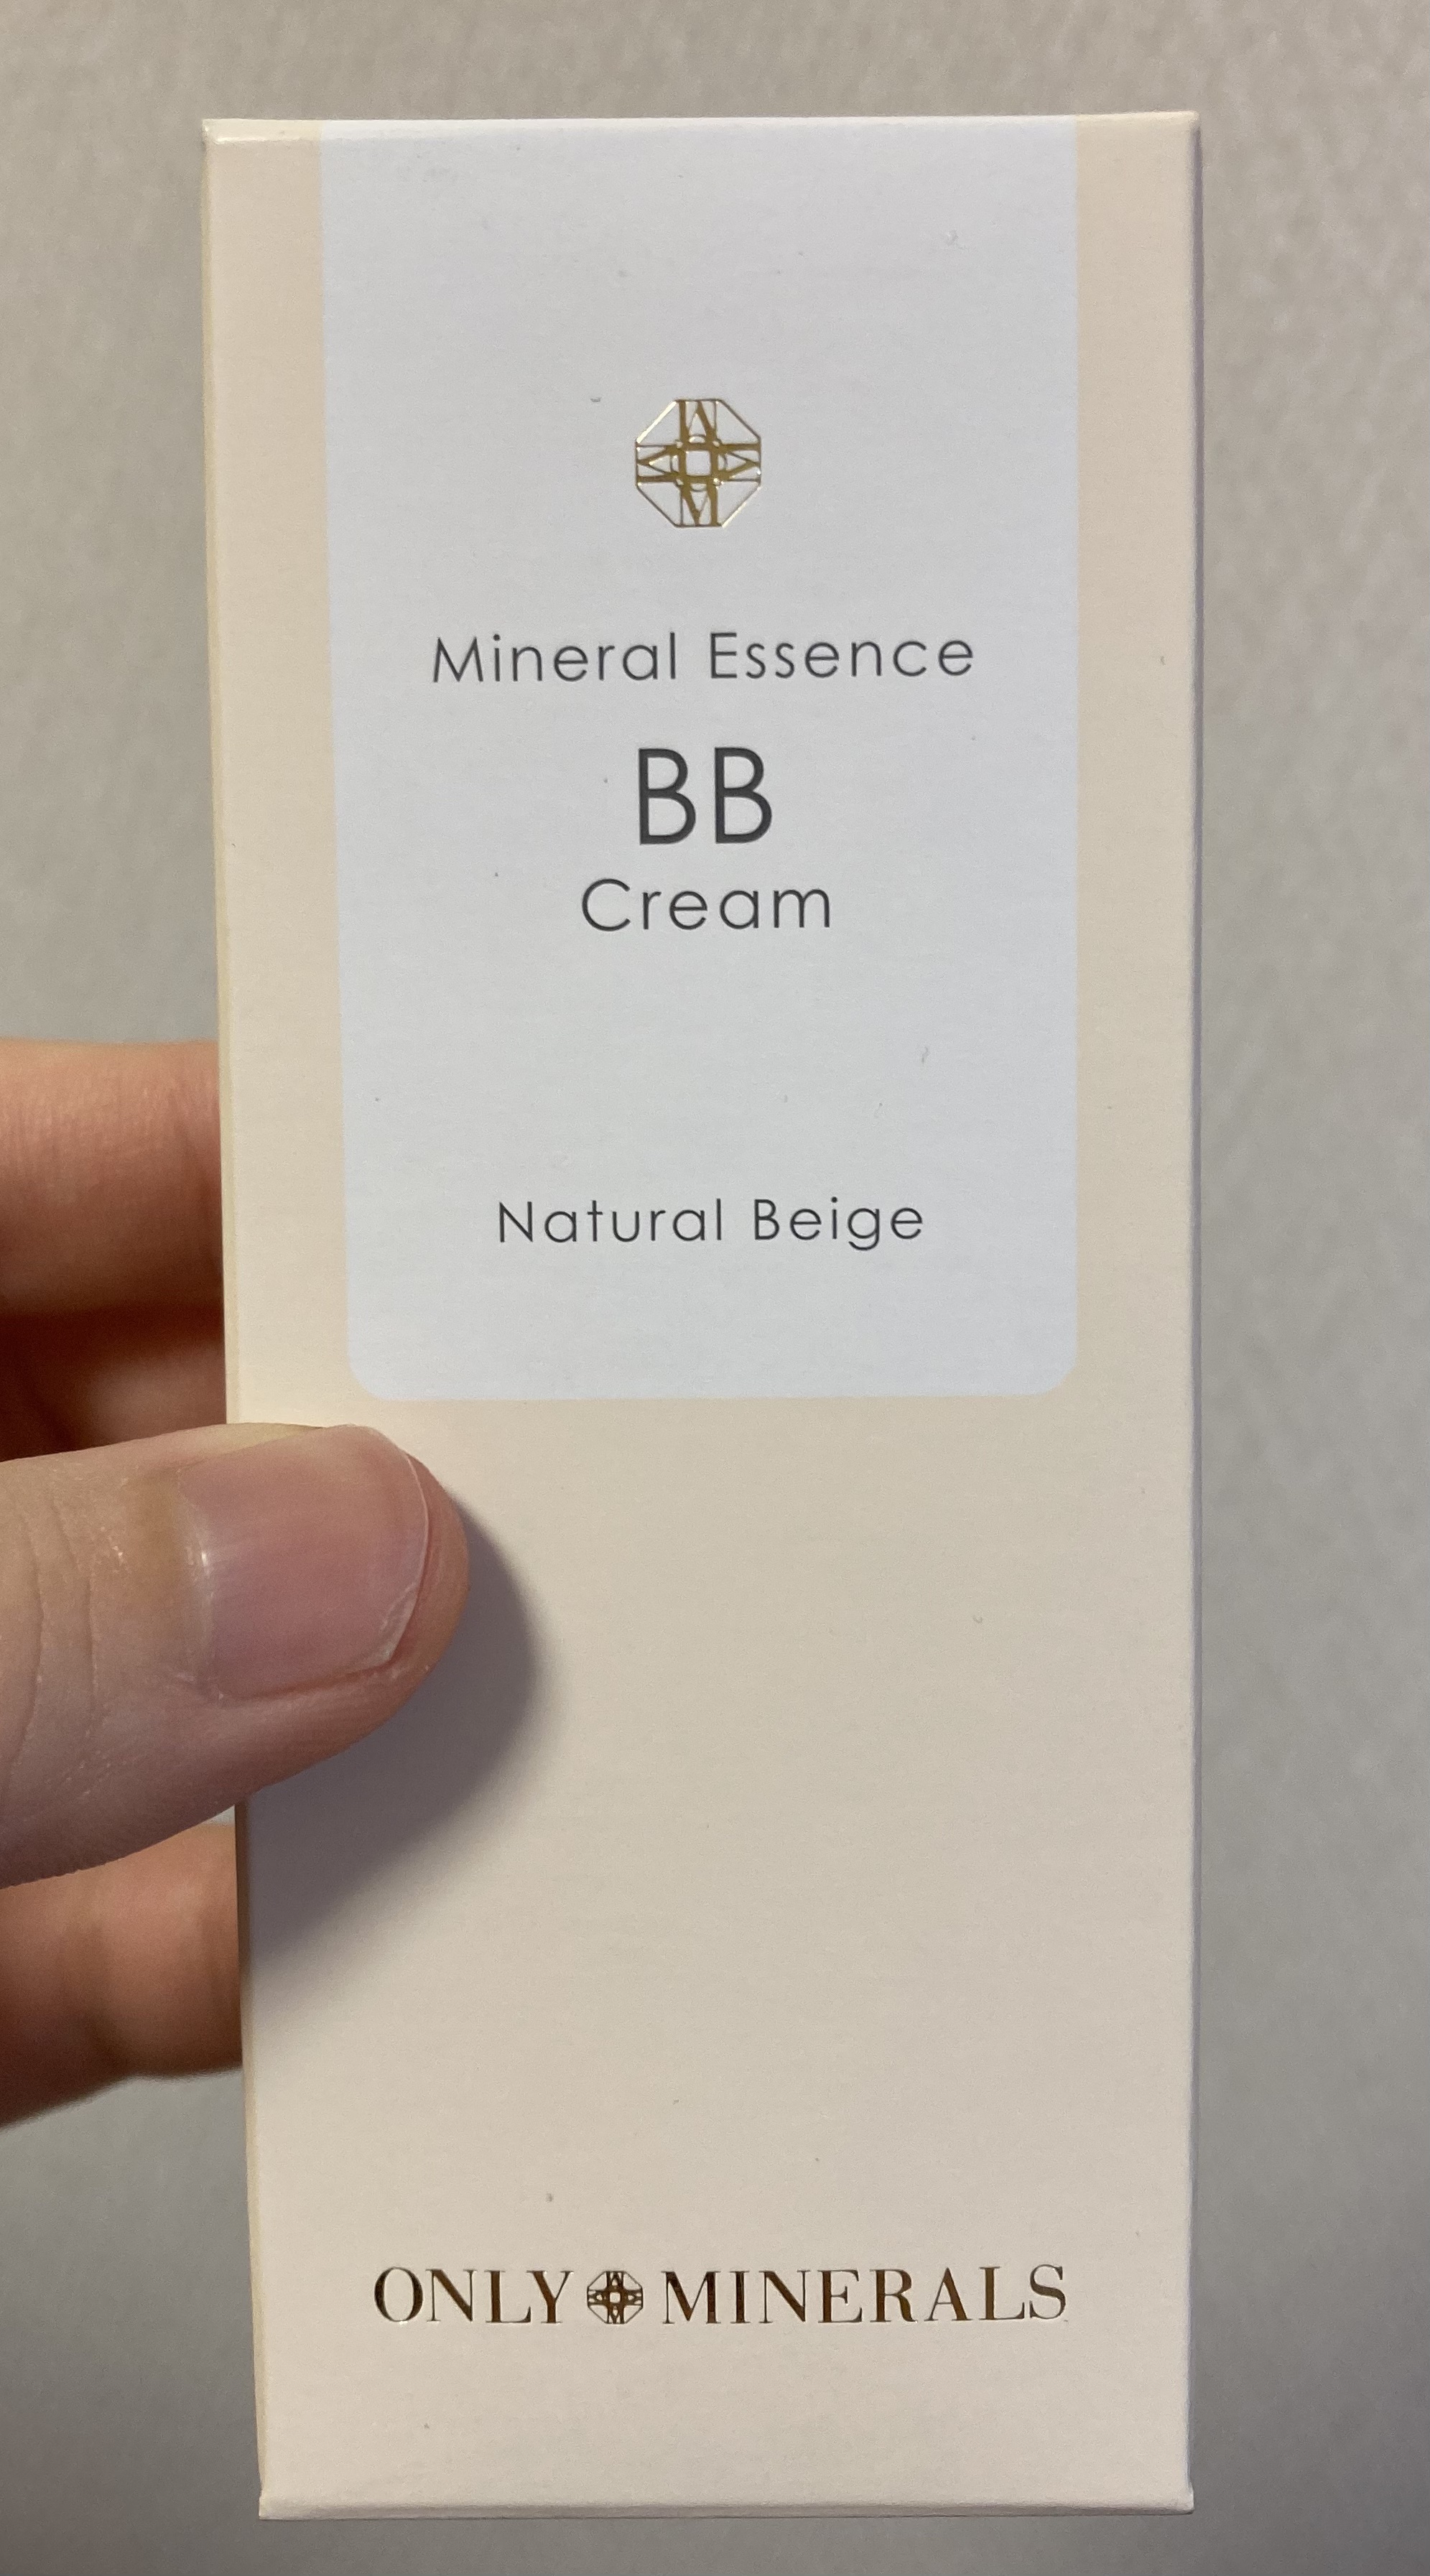 Mineral Essence
BB
Cream
Natural Beige
ONLY MINERALS